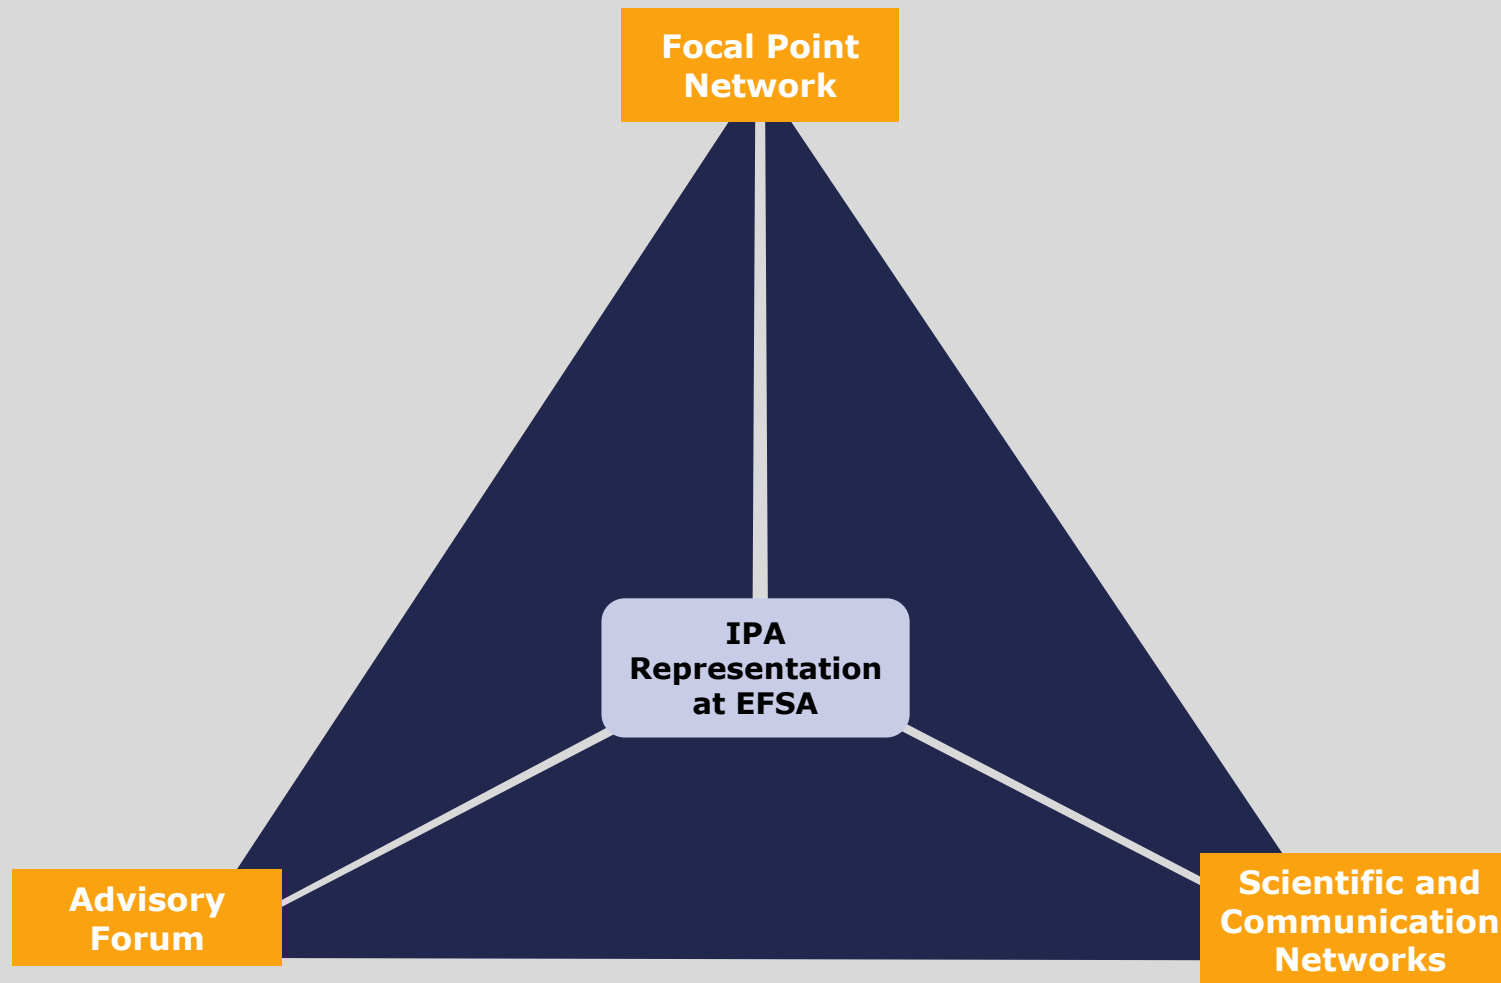 Focal Point
Network
IPA
Representation
at EFSA
Advisory
Forum
Scientific and
Communication
Networks